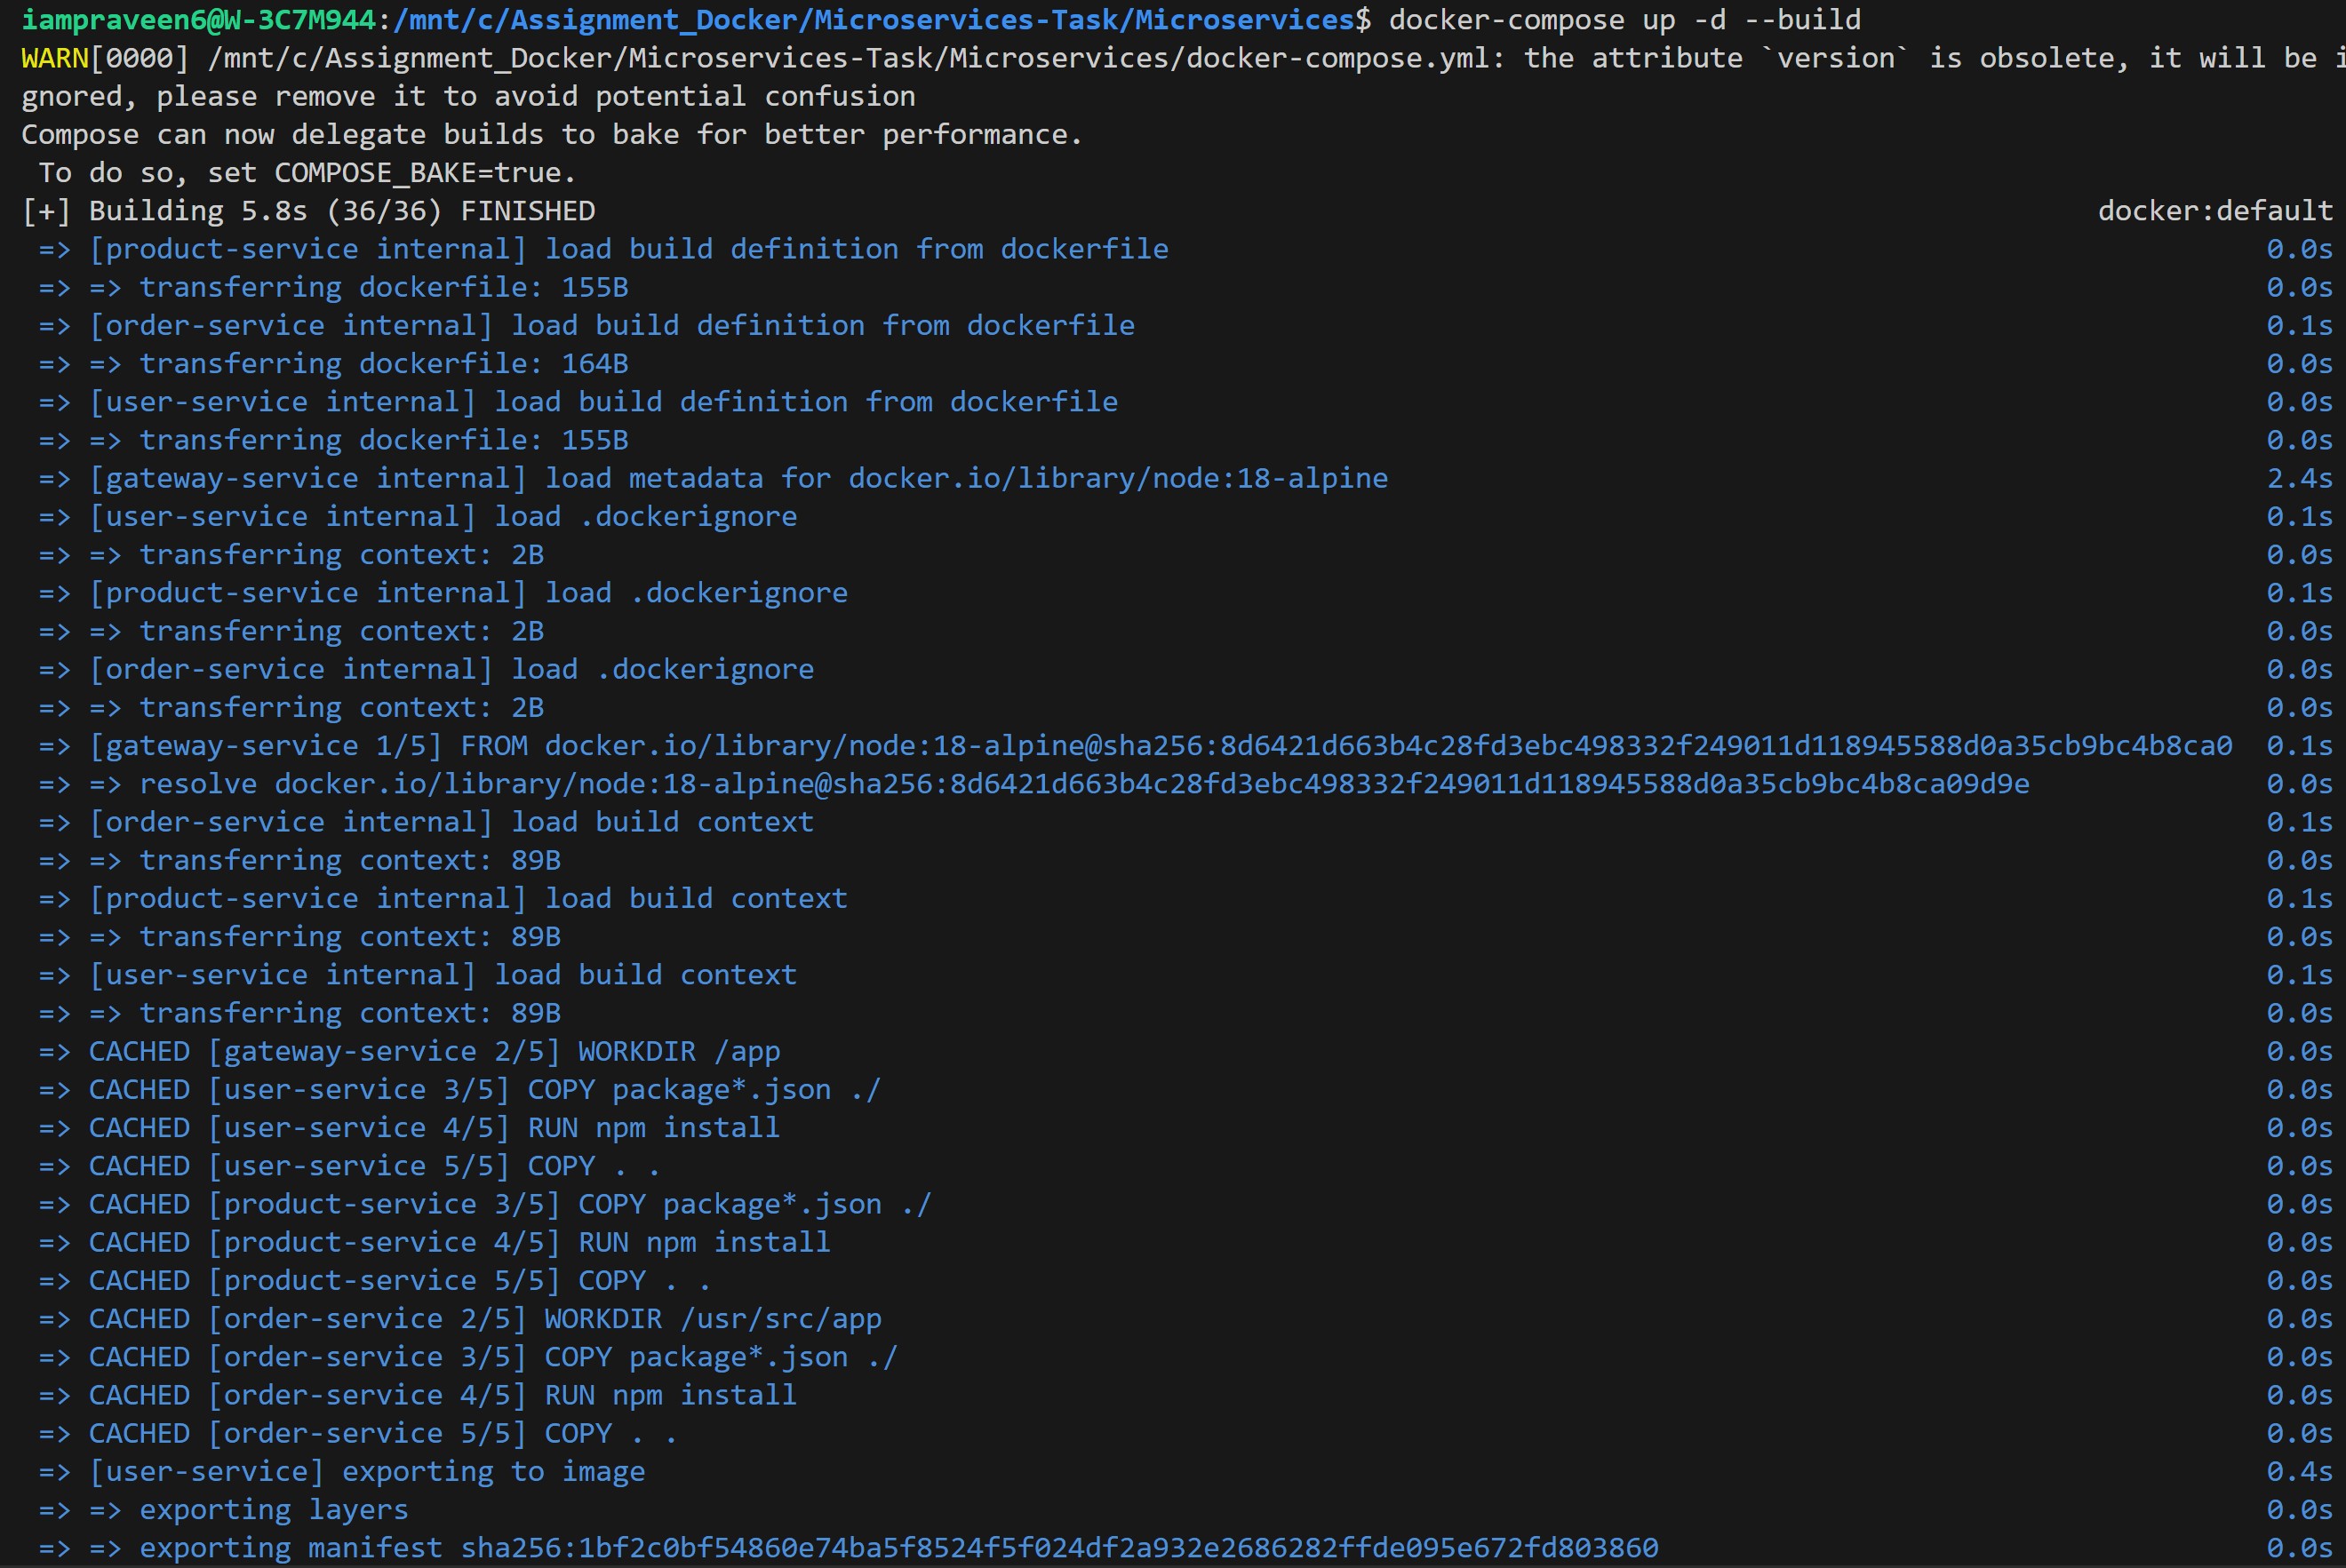 iampraveen6@W-3C7M944:/mnt/c/Assignment_Docker/Microservices-Task/Microservices$ docker-compose up -d --build
WARN[0000] /mnt/c/Assignment_Docker/Microservices-Task/Microservices/docker-compose.yml: the attribute `version` is obsolete, it will be i
gnored, please remove it to avoid potential confusion
Compose can now delegate builds to bake for better performance.
 To do so, set COMPOSE_BAKE=true.
[+] Building 5.8s (36/36) FINISHED docker:default
 => [product-service internal] load build definition from dockerfile 0.0s
 => => transferring dockerfile: 155B 0.0s
 => [order-service internal] load build definition from dockerfile 0.1s
 => => transferring dockerfile: 164B 0.0s
 => [user-service internal] load build definition from dockerfile 0.0s
 => => transferring dockerfile: 155B 0.0s
 => [gateway-service internal] load metadata for docker.io/library/node:18-alpine 2.4s
 => [user-service internal] load .dockerignore 0.1s
 => => transferring context: 2B 0.0s
 => [product-service internal] load .dockerignore 0.1s
 => => transferring context: 2B 0.0s
 => [order-service internal] load .dockerignore 0.0s
 => => transferring context: 2B 0.0s
 => [gateway-service 1/5] FROM docker.io/library/node:18-alpine@sha256:8d6421d663b4c28fd3ebc498332f249011d118945588d0a35cb9bc4b8ca0 0.1s
 => => resolve docker.io/library/node:18-alpine@sha256:8d6421d663b4c28fd3ebc498332f249011d118945588d0a35cb9bc4b8ca09d9e 0.0s
 => [order-service internal] load build context 0.1s
 => => transferring context: 89B 0.0s
 => [product-service internal] load build context 0.1s
 => => transferring context: 89B 0.0s
 => [user-service internal] load build context 0.1s
 => => transferring context: 89B 0.0s
 => CACHED [gateway-service 2/5] WORKDIR /app 0.0s
 => CACHED [user-service 3/5] COPY package*.json ./ 0.0s
 => CACHED [user-service 4/5] RUN npm install 0.0s
 => CACHED [user-service 5/5] COPY . . 0.0s
 => CACHED [product-service 3/5] COPY package*.json ./ 0.0s
 => CACHED [product-service 4/5] RUN npm install 0.0s
 => CACHED [product-service 5/5] COPY . . 0.0s
 => CACHED [order-service 2/5] WORKDIR /usr/src/app 0.0s
 => CACHED [order-service 3/5] COPY package*.json ./ 0.0s
 => CACHED [order-service 4/5] RUN npm install 0.0s
 => CACHED [order-service 5/5] COPY . . 0.0s
 => [user-service] exporting to image 0.4s
 => => exporting layers 0.0s
 => => exporting manifest sha256:1bf2c0bf54860e74ba5f8524f5f024df2a932e2686282ffde095e672fd803860 0.0s